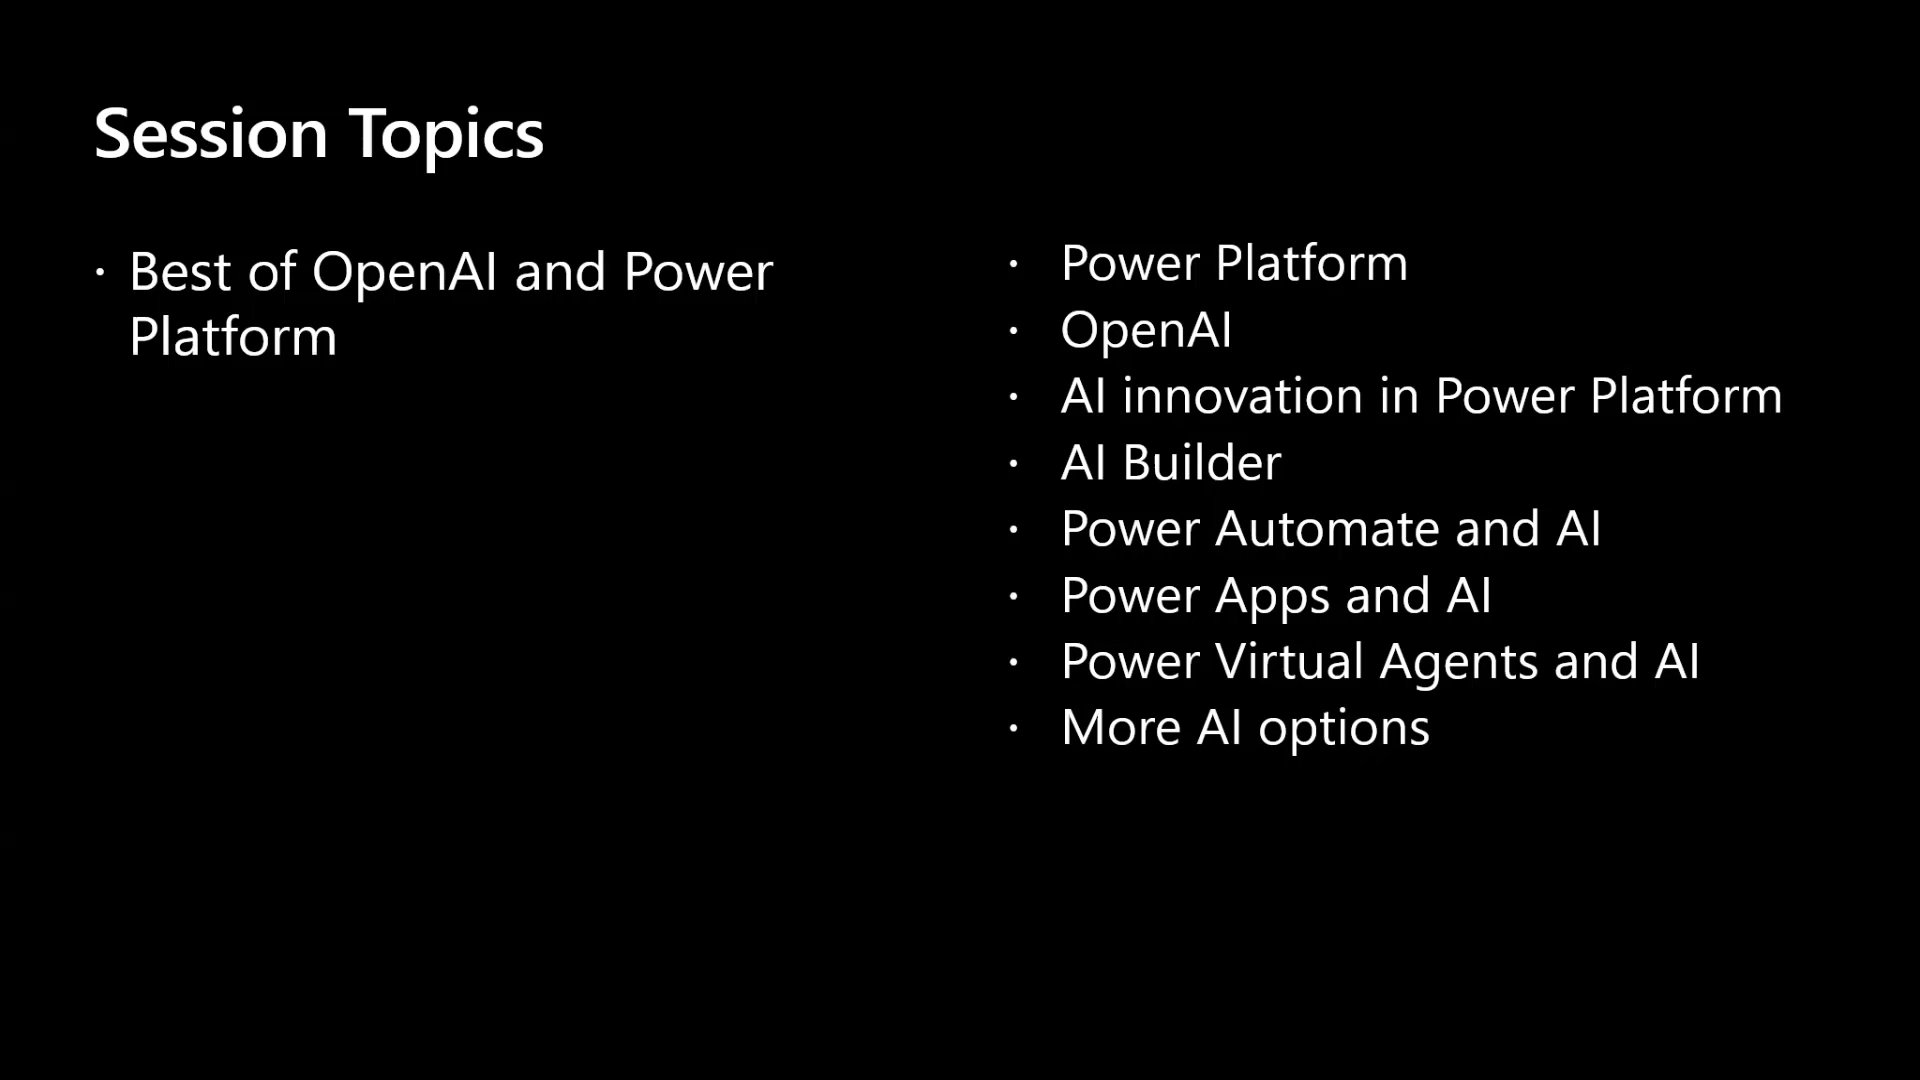 Session Topics
· Best of OpenAI and Power
Platform
· Power Platform
· OpenAI
· AI innovation in Power Platform
· AI Builder
· Power Automate and AI
· Power Apps and AI
· Power Virtual Agents and AI
· More AI options